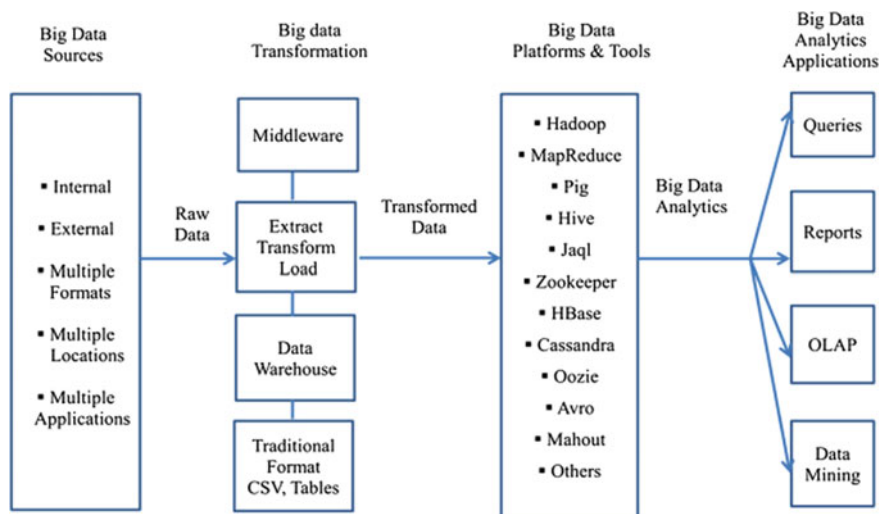 Big Data
Sources
Big data
Transformation
Big Data
Platforms & Tools
Big Data
Analytics
Applications
▪ Internal
▪ External
▪ Multiple
Formats
▪ Multiple
Locations
▪ Multiple
Applications
Raw
Data
Middleware
Extract
Transform
Load
Data
Warehouse
Traditional
Format
CSV, Tables
Transformed
Data
▪ Hadoop
▪ MapReduce
▪ Pig
▪ Hive
▪ Jaql
▪ Zookeeper
▪ HBase
▪ Cassandra
▪ Oozie
▪ Avro
▪ Mahout
▪ Others
Big Data
Analytics
Queries
Reports
OLAP
Data
Mining